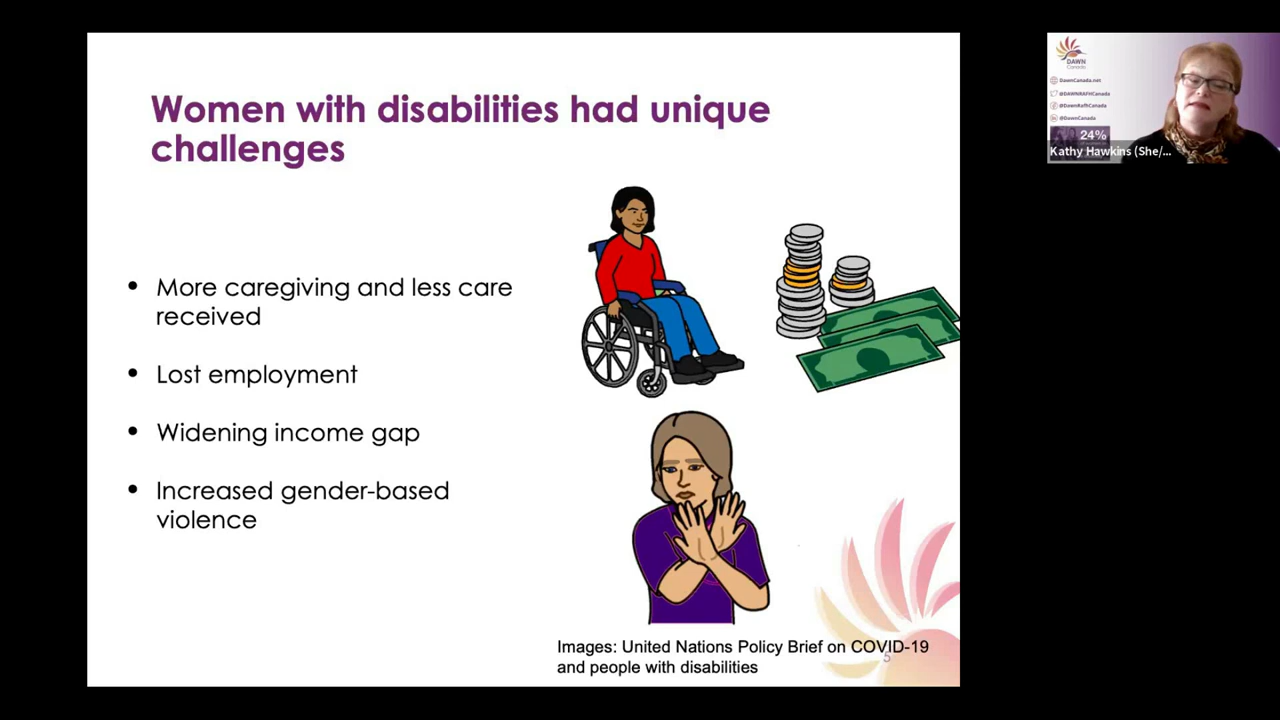 Women with disabilities had unique
challenges
• More caregiving and less care
received
• Lost employment
• Widening income gap
• Increased gender-based
violence
Images: United Nations Policy Brief on COVID-19
and people with disabilities
5
DAWN
Canada
DawnCanada.net
@DAWNRAFHCanada
@DawnRafhCanada
@DawnCanada
24%
Kathy Hawkins (She/...